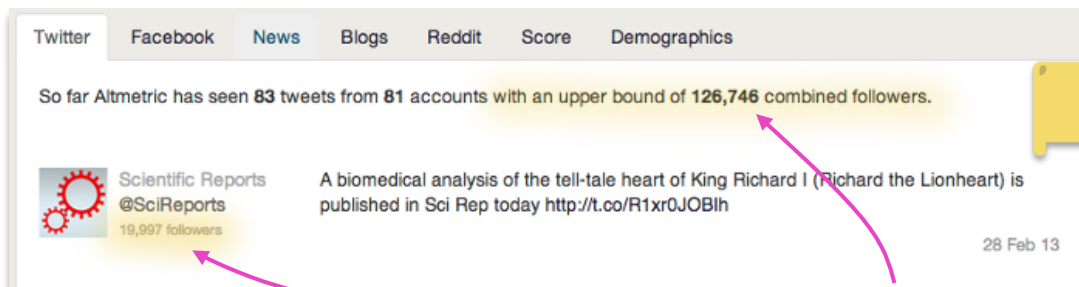 Twitter Facebook News Blogs Reddit Score Demographics
So far Altmetric has seen 83 tweets from 81 accounts with an upper bound of 126,746 combined followers.
Scientific Reports
@SciReports
19,997 followers
A biomedical analysis of the tell-tale heart of King Richard I (Richard the Lionheart) is
published in Sci Rep today http://t.co/R1xr0JOBIh
28 Feb 13